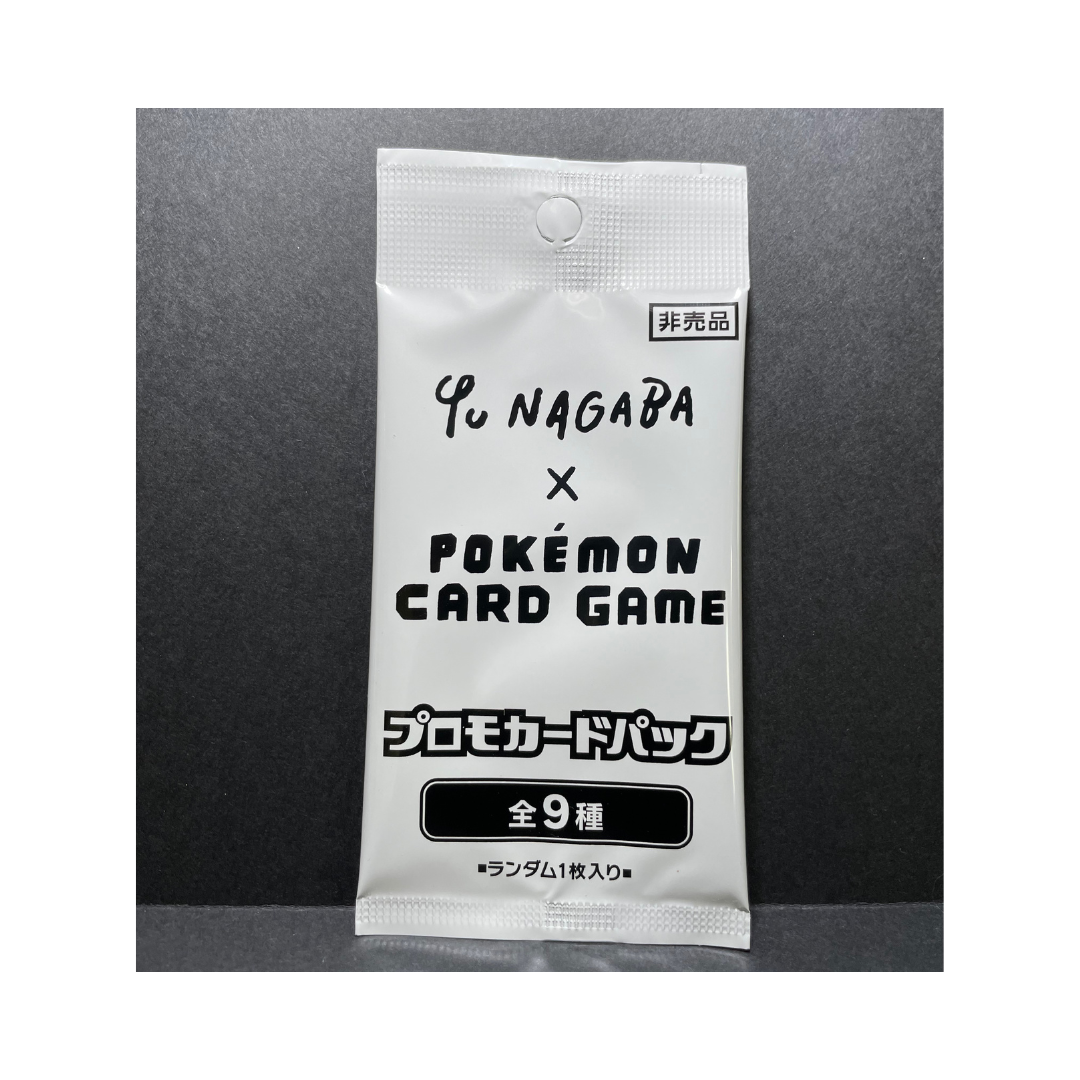 非売品
Yu NAGABA
×
POKÉMON
CARD GAME
プロモカードパック
全9種
■ランダム1枚入り■